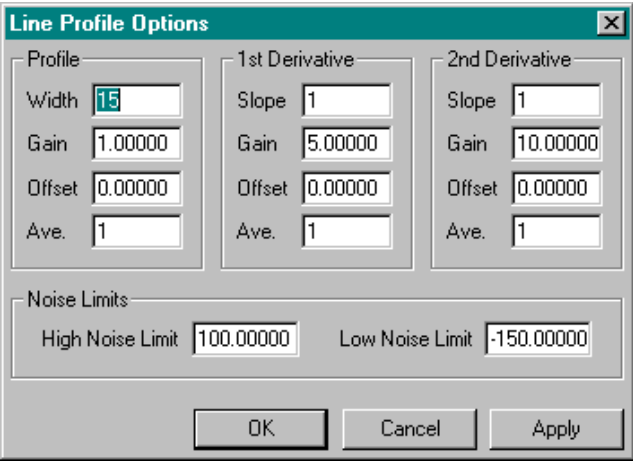 Line Profile Options
Profile
Width 15
Gain 1.00000
Offset 0.00000
Ave. 1
1st Derivative
Slope 1
Gain 5.00000
Offset 0.00000
Ave. 1
2nd Derivative
Slope 1
Gain 10.00000
Offset 0.00000
Ave. 1
Noise Limits
High Noise Limit 100.00000 Low Noise Limit -150.00000
OK Cancel Apply